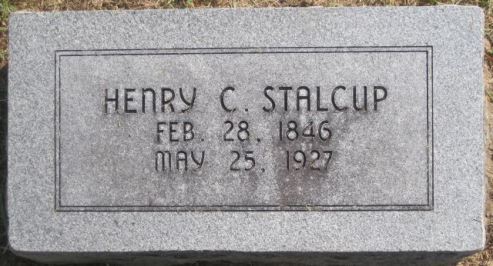 HENRY C. STALCUP
FEB. 28, 1846
MAY 25, 1927